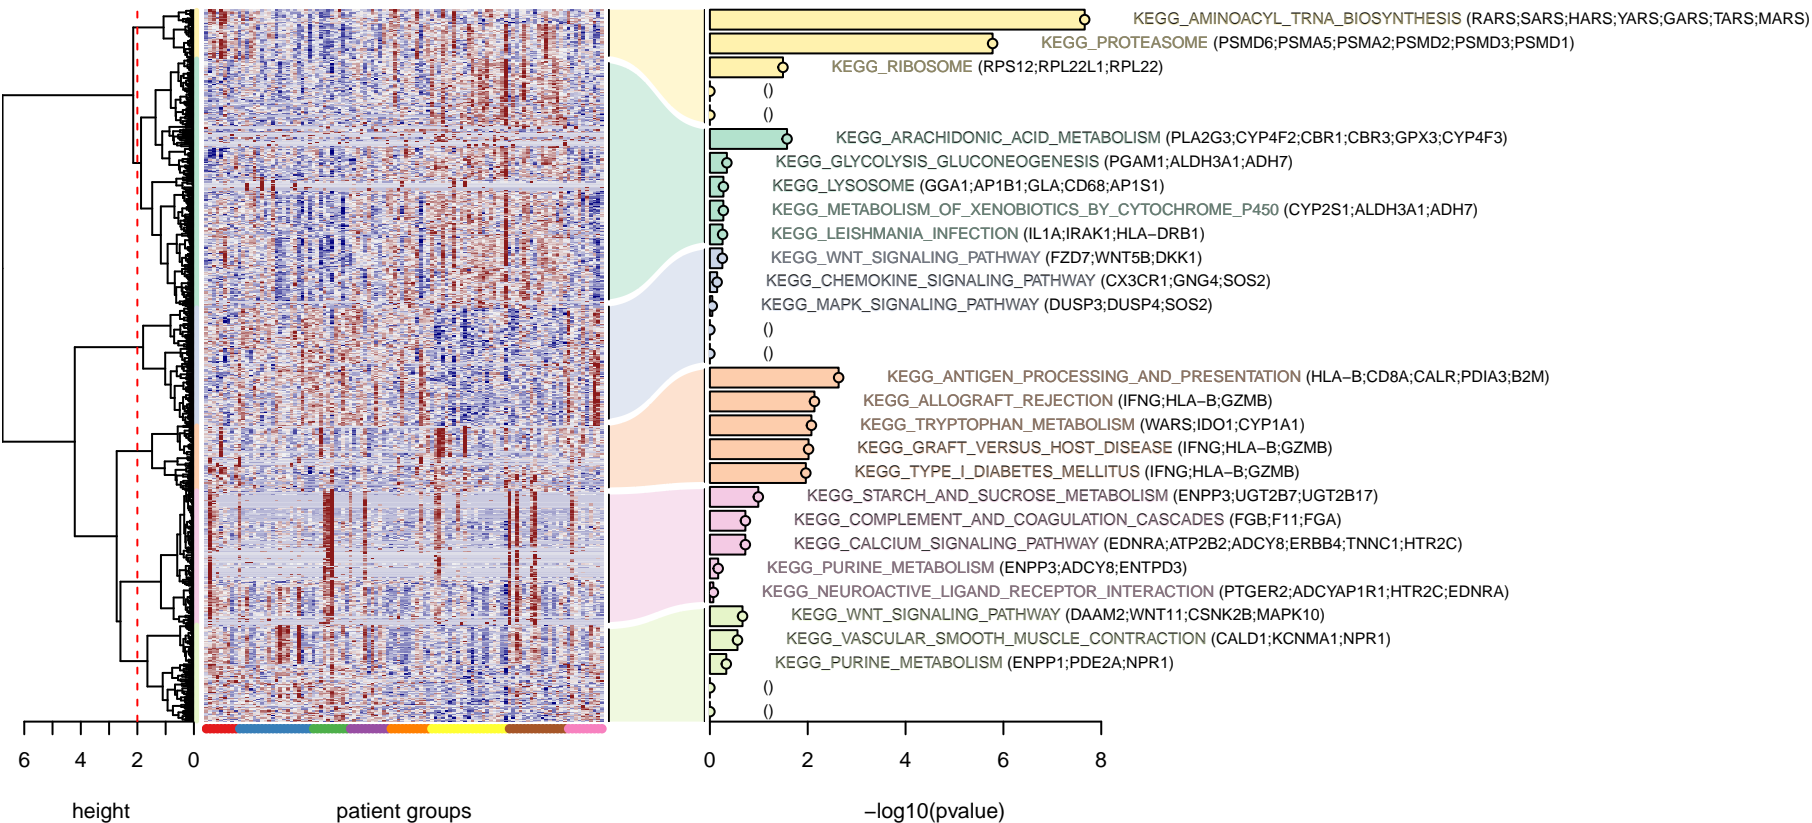 KEGG_AMINOACYL_TRNA_BIOSYNTHESIS (RARS;SARS;HARS;YARS;GARS;TARS;MARS)
KEGG_PROTEASOME (PSMD6;PSMA5;PSMA2;PSMD2;PSMD3;PSMD1)
KEGG_RIBOSOME (RPS12;RPL22L1;RPL22)
()
()
KEGG_ARACHIDONIC_ACID_METABOLISM (PLA2G3;CYP4F2;CBR1;CBR3;GPX3;CYP4F3)
KEGG_GLYCOLYSIS_GLUCONEOGENESIS (PGAM1;ALDH3A1;ADH7)
KEGG_LYSOSOME (GGA1;AP1B1;GLA;CD68;AP1S1)
KEGG_METABOLISM_OF_XENOBIOTICS_BY_CYTOCHROME_P450 (CYP2S1;ALDH3A1;ADH7)
KEGG_LEISHMANIA_INFECTION (IL1A;IRAK1;HLA−DRB1)
KEGG_WNT_SIGNALING_PATHWAY (FZD7;WNT5B;DKK1)
KEGG_CHEMOKINE_SIGNALING_PATHWAY (CX3CR1;GNG4;SOS2)
KEGG_MAPK_SIGNALING_PATHWAY (DUSP3;DUSP4;SOS2)
()
()
KEGG_ANTIGEN_PROCESSING_AND_PRESENTATION (HLA−B;CD8A;CALR;PDIA3;B2M)
KEGG_ALLOGRAFT_REJECTION (IFNG;HLA−B;GZMB)
KEGG_TRYPTOPHAN_METABOLISM (WARS;IDO1;CYP1A1)
KEGG_GRAFT_VERSUS_HOST_DISEASE (IFNG;HLA−B;GZMB)
KEGG_TYPE_I_DIABETES_MELLITUS (IFNG;HLA−B;GZMB)
KEGG_STARCH_AND_SUCROSE_METABOLISM (ENPP3;UGT2B7;UGT2B17)
KEGG_COMPLEMENT_AND_COAGULATION_CASCADES (FGB;F11;FGA)
KEGG_CALCIUM_SIGNALING_PATHWAY (EDNRA;ATP2B2;ADCY8;ERBB4;TNNC1;HTR2C)
KEGG_PURINE_METABOLISM (ENPP3;ADCY8;ENTPD3)
KEGG_NEUROACTIVE_LIGAND_RECEPTOR_INTERACTION (PTGER2;ADCYAP1R1;HTR2C;EDNRA)
KEGG_WNT_SIGNALING_PATHWAY (DAAM2;WNT11;CSNK2B;MAPK10)
KEGG_VASCULAR_SMOOTH_MUSCLE_CONTRACTION (CALD1;KCNMA1;NPR1)
KEGG_PURINE_METABOLISM (ENPP1;PDE2A;NPR1)
()
()
6 4 2 0 0 2 4 6 8
height patient groups −log10(pvalue)